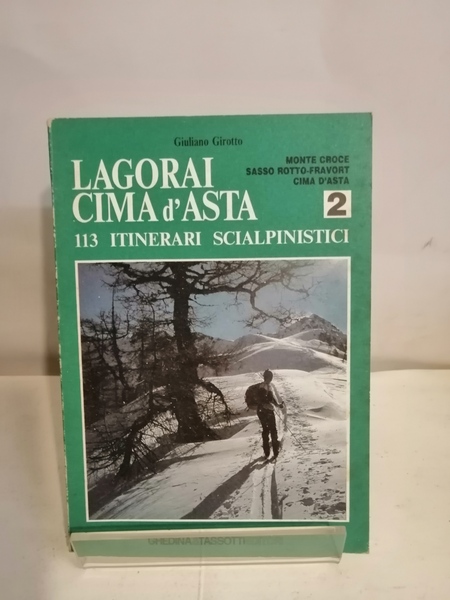 Giuliano Girotto
LAGORAI
CIMA d'ASTA
MONTE CROCE
SASSO ROTTO-FRAVORT
CIMA D'ASTA
2
113 ITINERARI SCIALPINISTICI